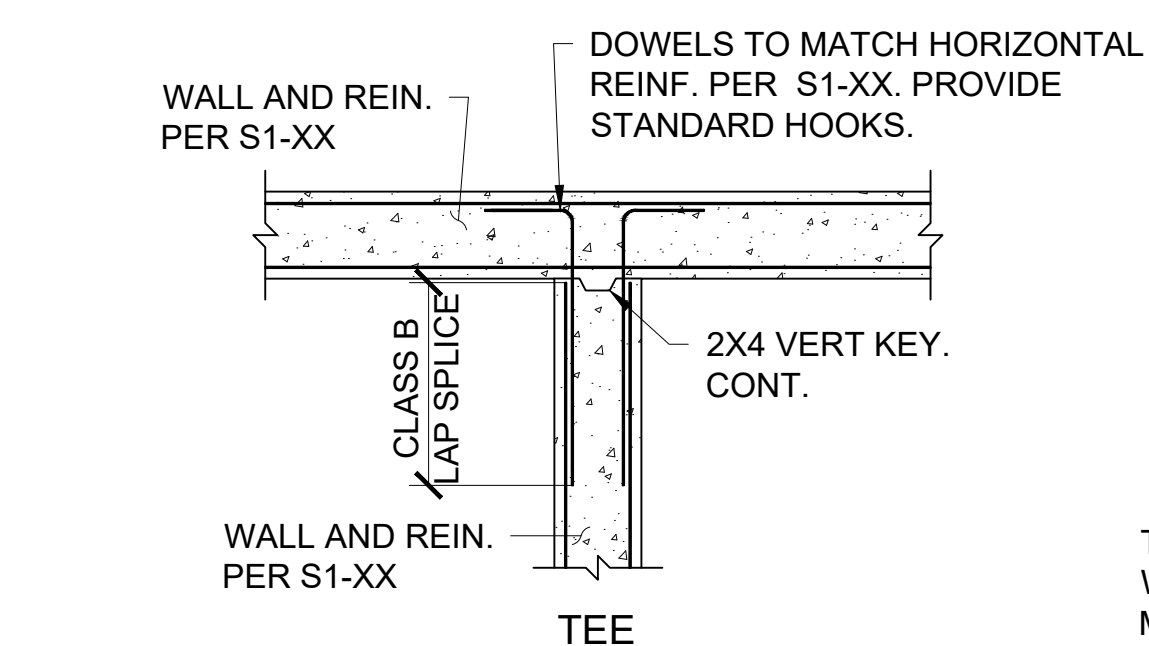 DOWELS TO MATCH HORIZONTAL
REINF. PER S1-XX. PROVIDE
STANDARD HOOKS.
WALL AND REIN.
PER S1-XX
CLASS B
LAP SPLICE
2X4 VERT KEY.
CONT.
WALL AND REIN.
PER S1-XX
TEE